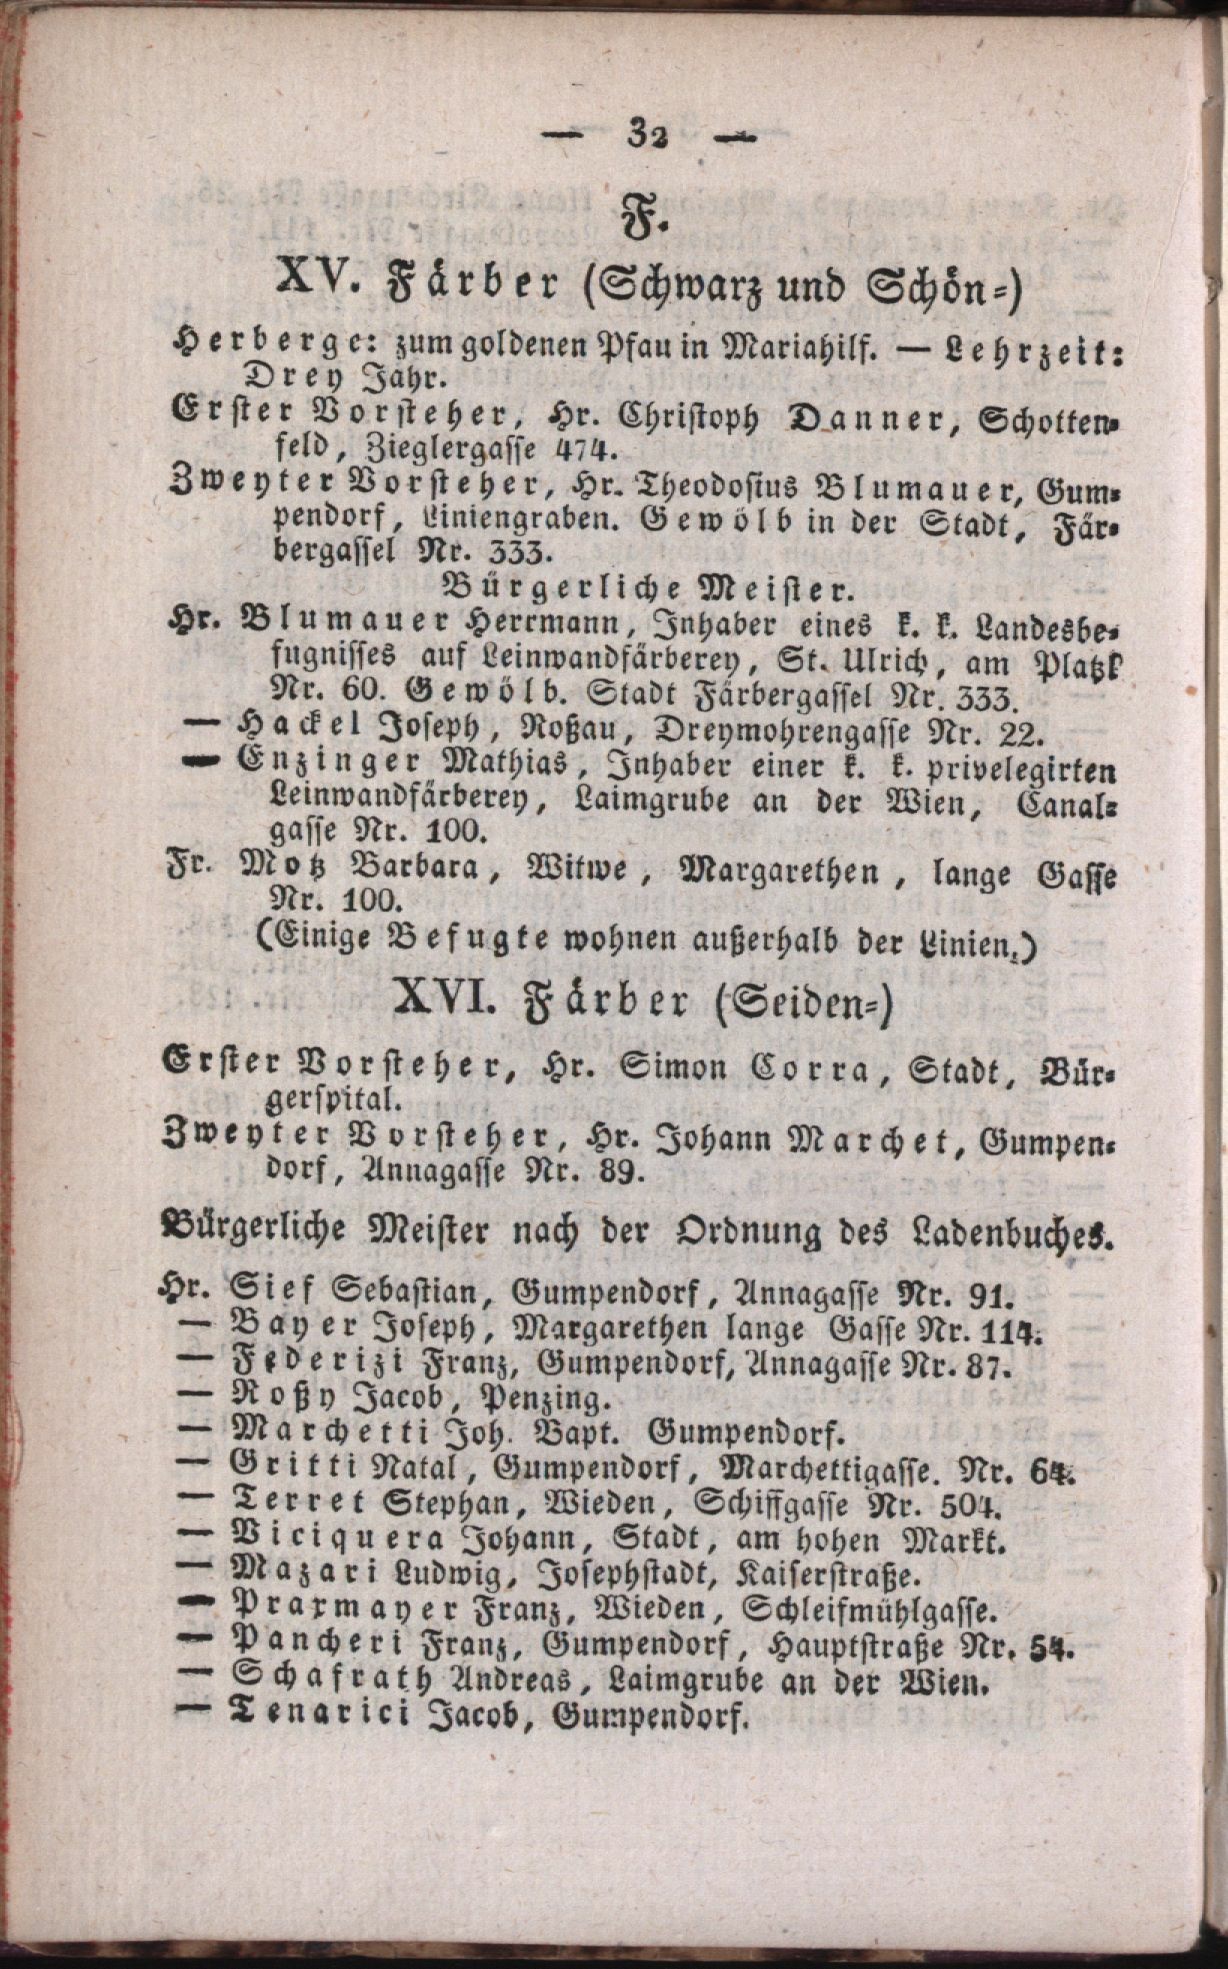 — 32 —
F.
XV. Färber (Schwarz und Schön-)
Herberge: zum goldenen Pfau in Mariahilf. — Lehrzeit:
Drey Jahr.
Erster Vorsteher, Hr. Christoph Danner, Schotten-
feld, Zieglergasse 474.
Zweyter Vorsteher, Hr. Theodosius Blumauer, Gum-
pendorf, Liniengraben. Gewölb in der Stadt, Fär-
bergassel Nr. 333.
Bürgerliche Meister.
Hr. Blumauer Herrmann, Inhaber eines k. k. Landesbe-
fugnisses auf Leinwandfärberey, St. Ulrich, am Platzl
Nr. 60. Gewölb. Stadt Färbergassel Nr. 333.
— Hackel Joseph, Roßau, Dreymohrengasse Nr. 22.
— Enzinger Mathias, Inhaber einer k. k. privelegirten
Leinwandfärberey, Laimgrube an der Wien, Canal-
gasse Nr. 100.
Fr. Motz Barbara, Witwe, Margarethen, lange Gasse
Nr. 100.
(Einige Befugte wohnen außerhalb der Linien.)
XVI. Färber (Seiden-)
Erster Vorsteher, Hr. Simon Corra, Stadt, Bür-
gerspital.
Zweyter Vorsteher, Hr. Johann Marchet, Gumpen-
dorf, Annagasse Nr. 89.
Bürgerliche Meister nach der Ordnung des Ladenbuches.
Hr. Sief Sebastian, Gumpendorf, Annagasse Nr. 91.
— Bayer Joseph, Margarethen lange Gasse Nr. 114.
— Federizi Franz, Gumpendorf, Annagasse Nr. 87.
— Roßy Jacob, Penzing.
— Marchetti Joh. Bapt. Gumpendorf.
— Gritti Natal, Gumpendorf, Marchettigasse. Nr. 64.
— Terret Stephan, Wieden, Schiffgasse Nr. 504.
— Viciquera Johann, Stadt, am hohen Markt.
— Mazari Ludwig, Josephstadt, Kaiserstraße.
— Praxmayer Franz, Wieden, Schleifmühlgasse.
— Pancheri Franz, Gumpendorf, Hauptstraße Nr. 54.
— Schafrath Andreas, Laimgrube an der Wien.
— Tenarici Jacob, Gumpendorf.